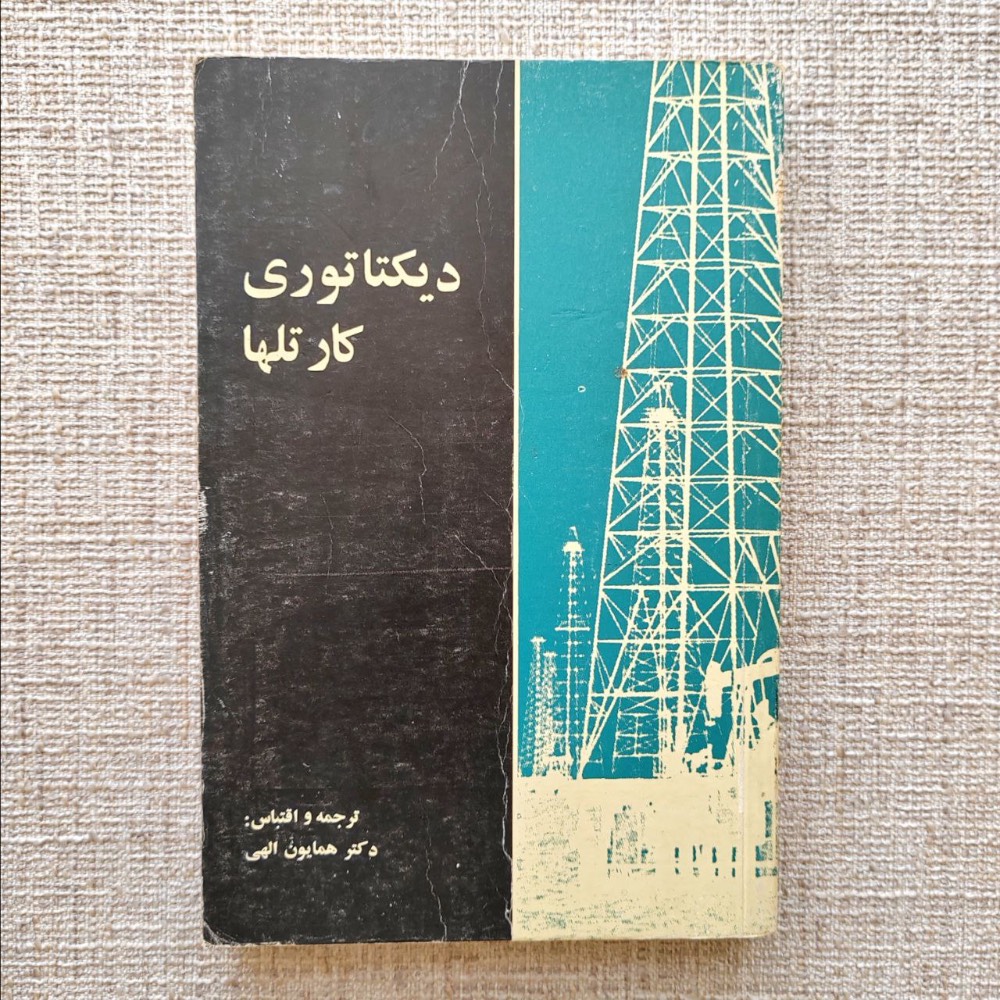 دیکتاتوری
کارتلها
ترجمه و اقتباس:
دکتر همایون الهی